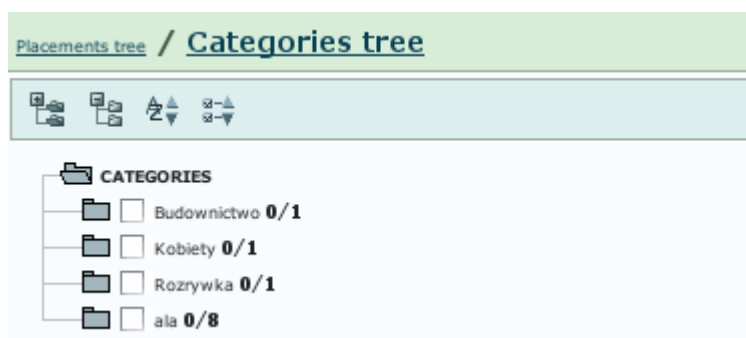 Placements tree / Categories tree
CATEGORIES
Budownictwo 0/1
Kobiety 0/1
Rozrywka 0/1
ala 0/8